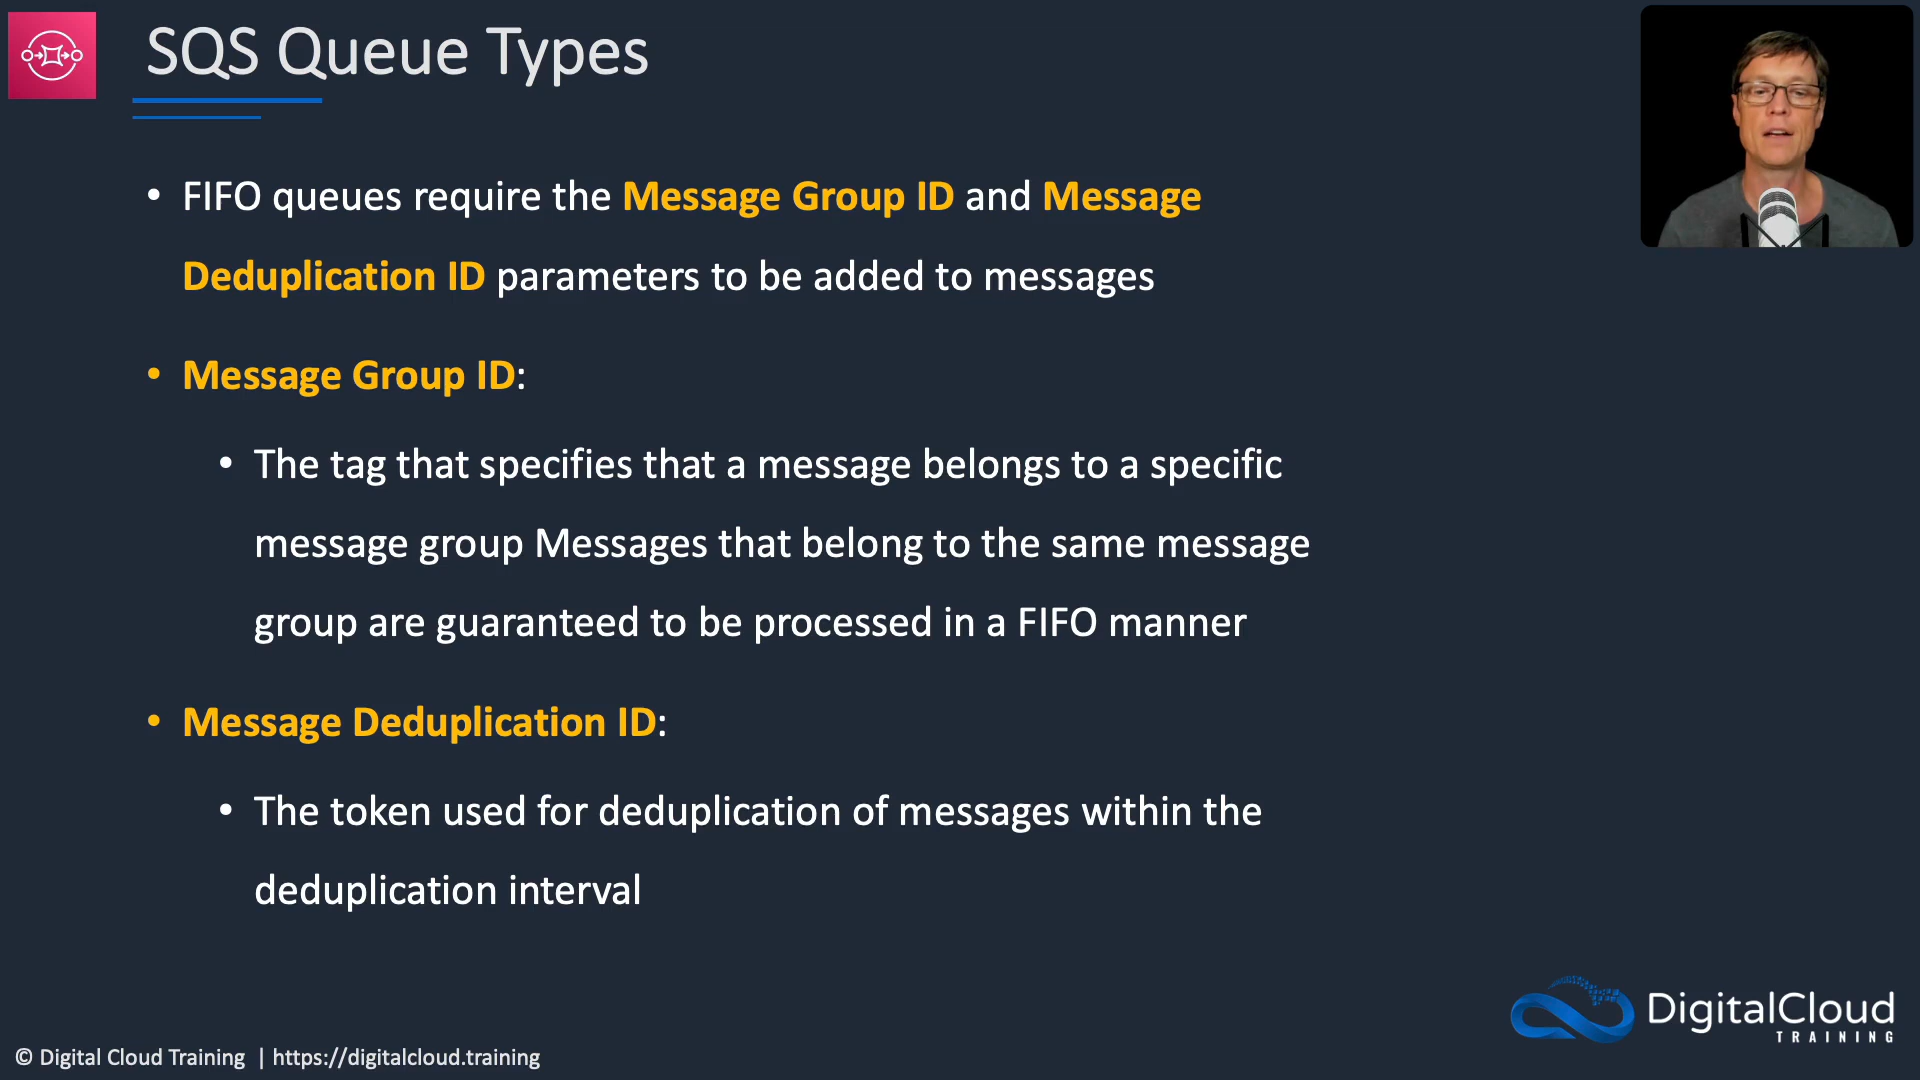 SQS Queue Types
• FIFO queues require the Message Group ID and Message
Deduplication ID parameters to be added to messages
• Message Group ID:
• The tag that specifies that a message belongs to a specific
message group Messages that belong to the same message
group are guaranteed to be processed in a FIFO manner
• Message Deduplication ID:
• The token used for deduplication of messages within the
deduplication interval
DigitalCloud
TRAINING
© Digital Cloud Training | https://digitalcloud.training